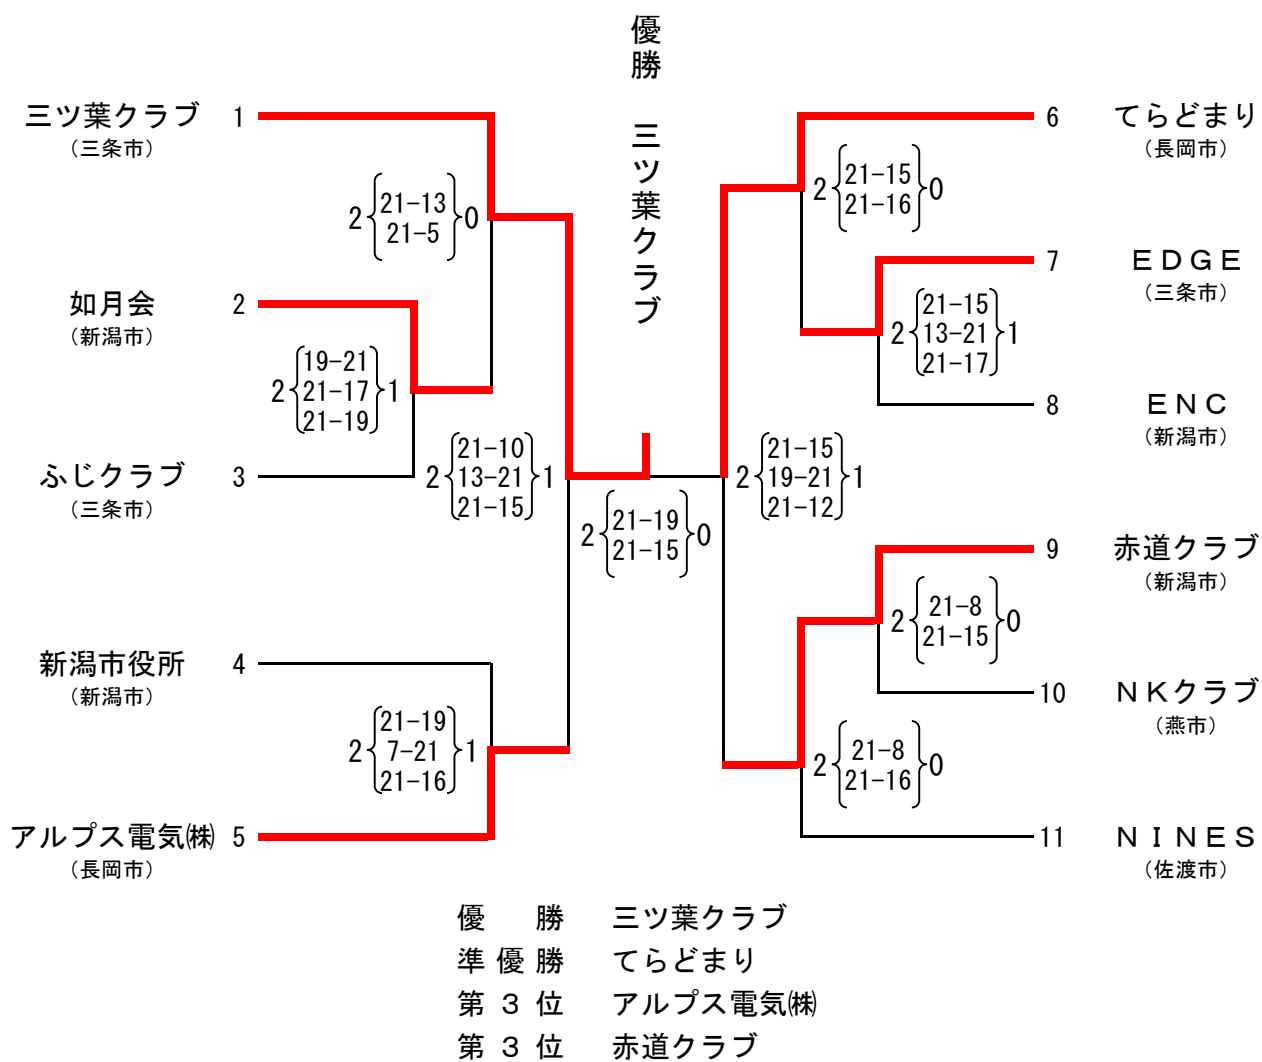 優勝　三ツ葉クラブ
三ツ葉クラブ 1
（三条市）
2 21−13 0
21−5
如月会 2
（新潟市）
2 19−21 1
21−17
21−19
ふじクラブ 3
（三条市）
2 21−10 1
13−21
21−15
新潟市役所 4
（新潟市）
2 21−19 1
7−21
21−16
アルプス電気㈱ 5
（長岡市）
2 21−19 0
21−15
6 てらどまり
（長岡市）
2 21−15 0
21−16
7 ＥＤＧＥ
（三条市）
2 21−15 1
13−21
21−17
8 ＥＮＣ
（新潟市）
2 21−15 1
19−21
21−12
9 赤道クラブ
（新潟市）
2 21−8 0
21−15
10 ＮＫクラブ
（燕市）
2 21−8 0
21−16
11 ＮＩＮＥＳ
（佐渡市）
優　勝　三ツ葉クラブ
準優勝　てらどまり
第３位　アルプス電気㈱
第３位　赤道クラブ